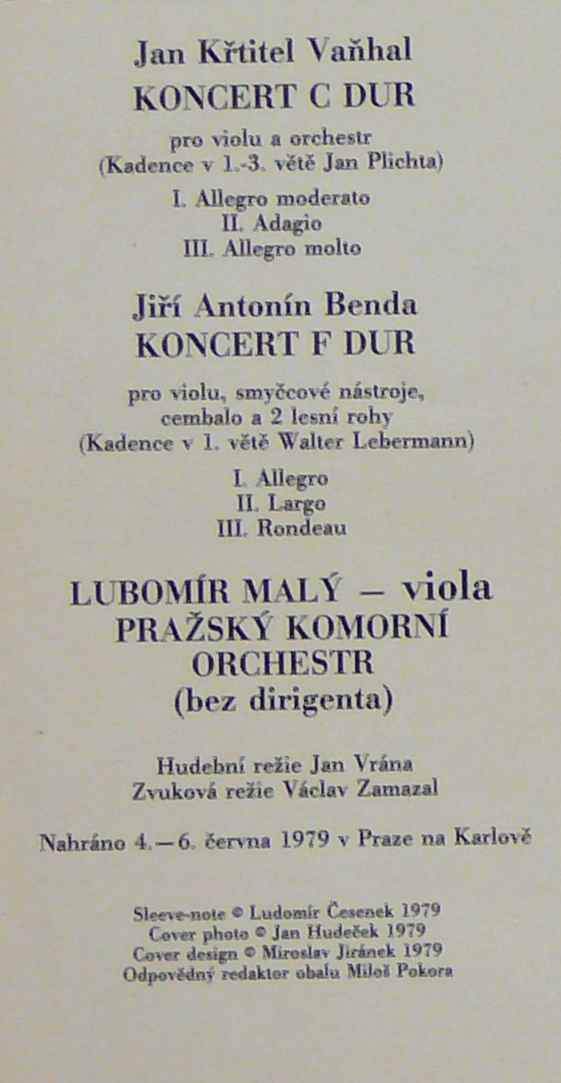 Jan Křtitel Vaňhal
KONCERT C DUR
pro violu a orchestr
(Kadence v 1.-3. větě Jan Plichta)
I. Allegro moderato
II. Adagio
III. Allegro molto
Jiří Antonín Benda
KONCERT F DUR
pro violu, smyčcové nástroje,
cembalo a 2 lesní rohy
(Kadence v 1. větě Walter Lebermann)
I. Allegro
II. Largo
III. Rondeau
LUBOMÍR MALÝ – viola
PRAŽSKÝ KOMORNÍ
ORCHESTR
(bez dirigenta)
Hudební režie Jan Vrána
Zvuková režie Václav Zamazal
Nahráno 4.–6. června 1979 v Praze na Karlově
Sleeve-note © Ludomír Česenek 1979
Cover photo © Jan Hudeček 1979
Cover design © Miroslav Jiránek 1979
Odpovědný redaktor obalu Miloš Pokora